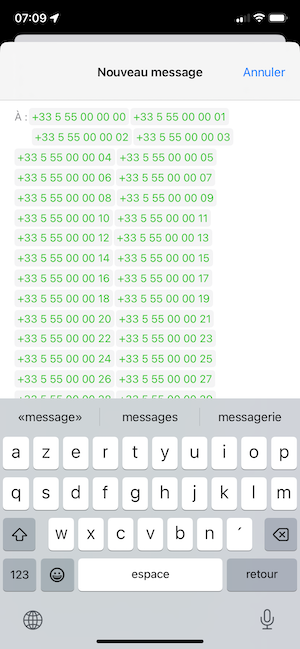 07:09
Nouveau message Annuler
À : +33 5 55 00 00 00 +33 5 55 00 00 01
+33 5 55 00 00 02 +33 5 55 00 00 03
+33 5 55 00 00 04 +33 5 55 00 00 05
+33 5 55 00 00 06 +33 5 55 00 00 07
+33 5 55 00 00 08 +33 5 55 00 00 09
+33 5 55 00 00 10 +33 5 55 00 00 11
+33 5 55 00 00 12 +33 5 55 00 00 13
+33 5 55 00 00 14 +33 5 55 00 00 15
+33 5 55 00 00 16 +33 5 55 00 00 17
+33 5 55 00 00 18 +33 5 55 00 00 19
+33 5 55 00 00 20 +33 5 55 00 00 21
+33 5 55 00 00 22 +33 5 55 00 00 23
+33 5 55 00 00 24 +33 5 55 00 00 25
+33 5 55 00 00 26 +33 5 55 00 00 27
«message» messages messagerie
a z e r t y u i o p
q s d f g h j k l m
w x c v b n ´
123 espace retour